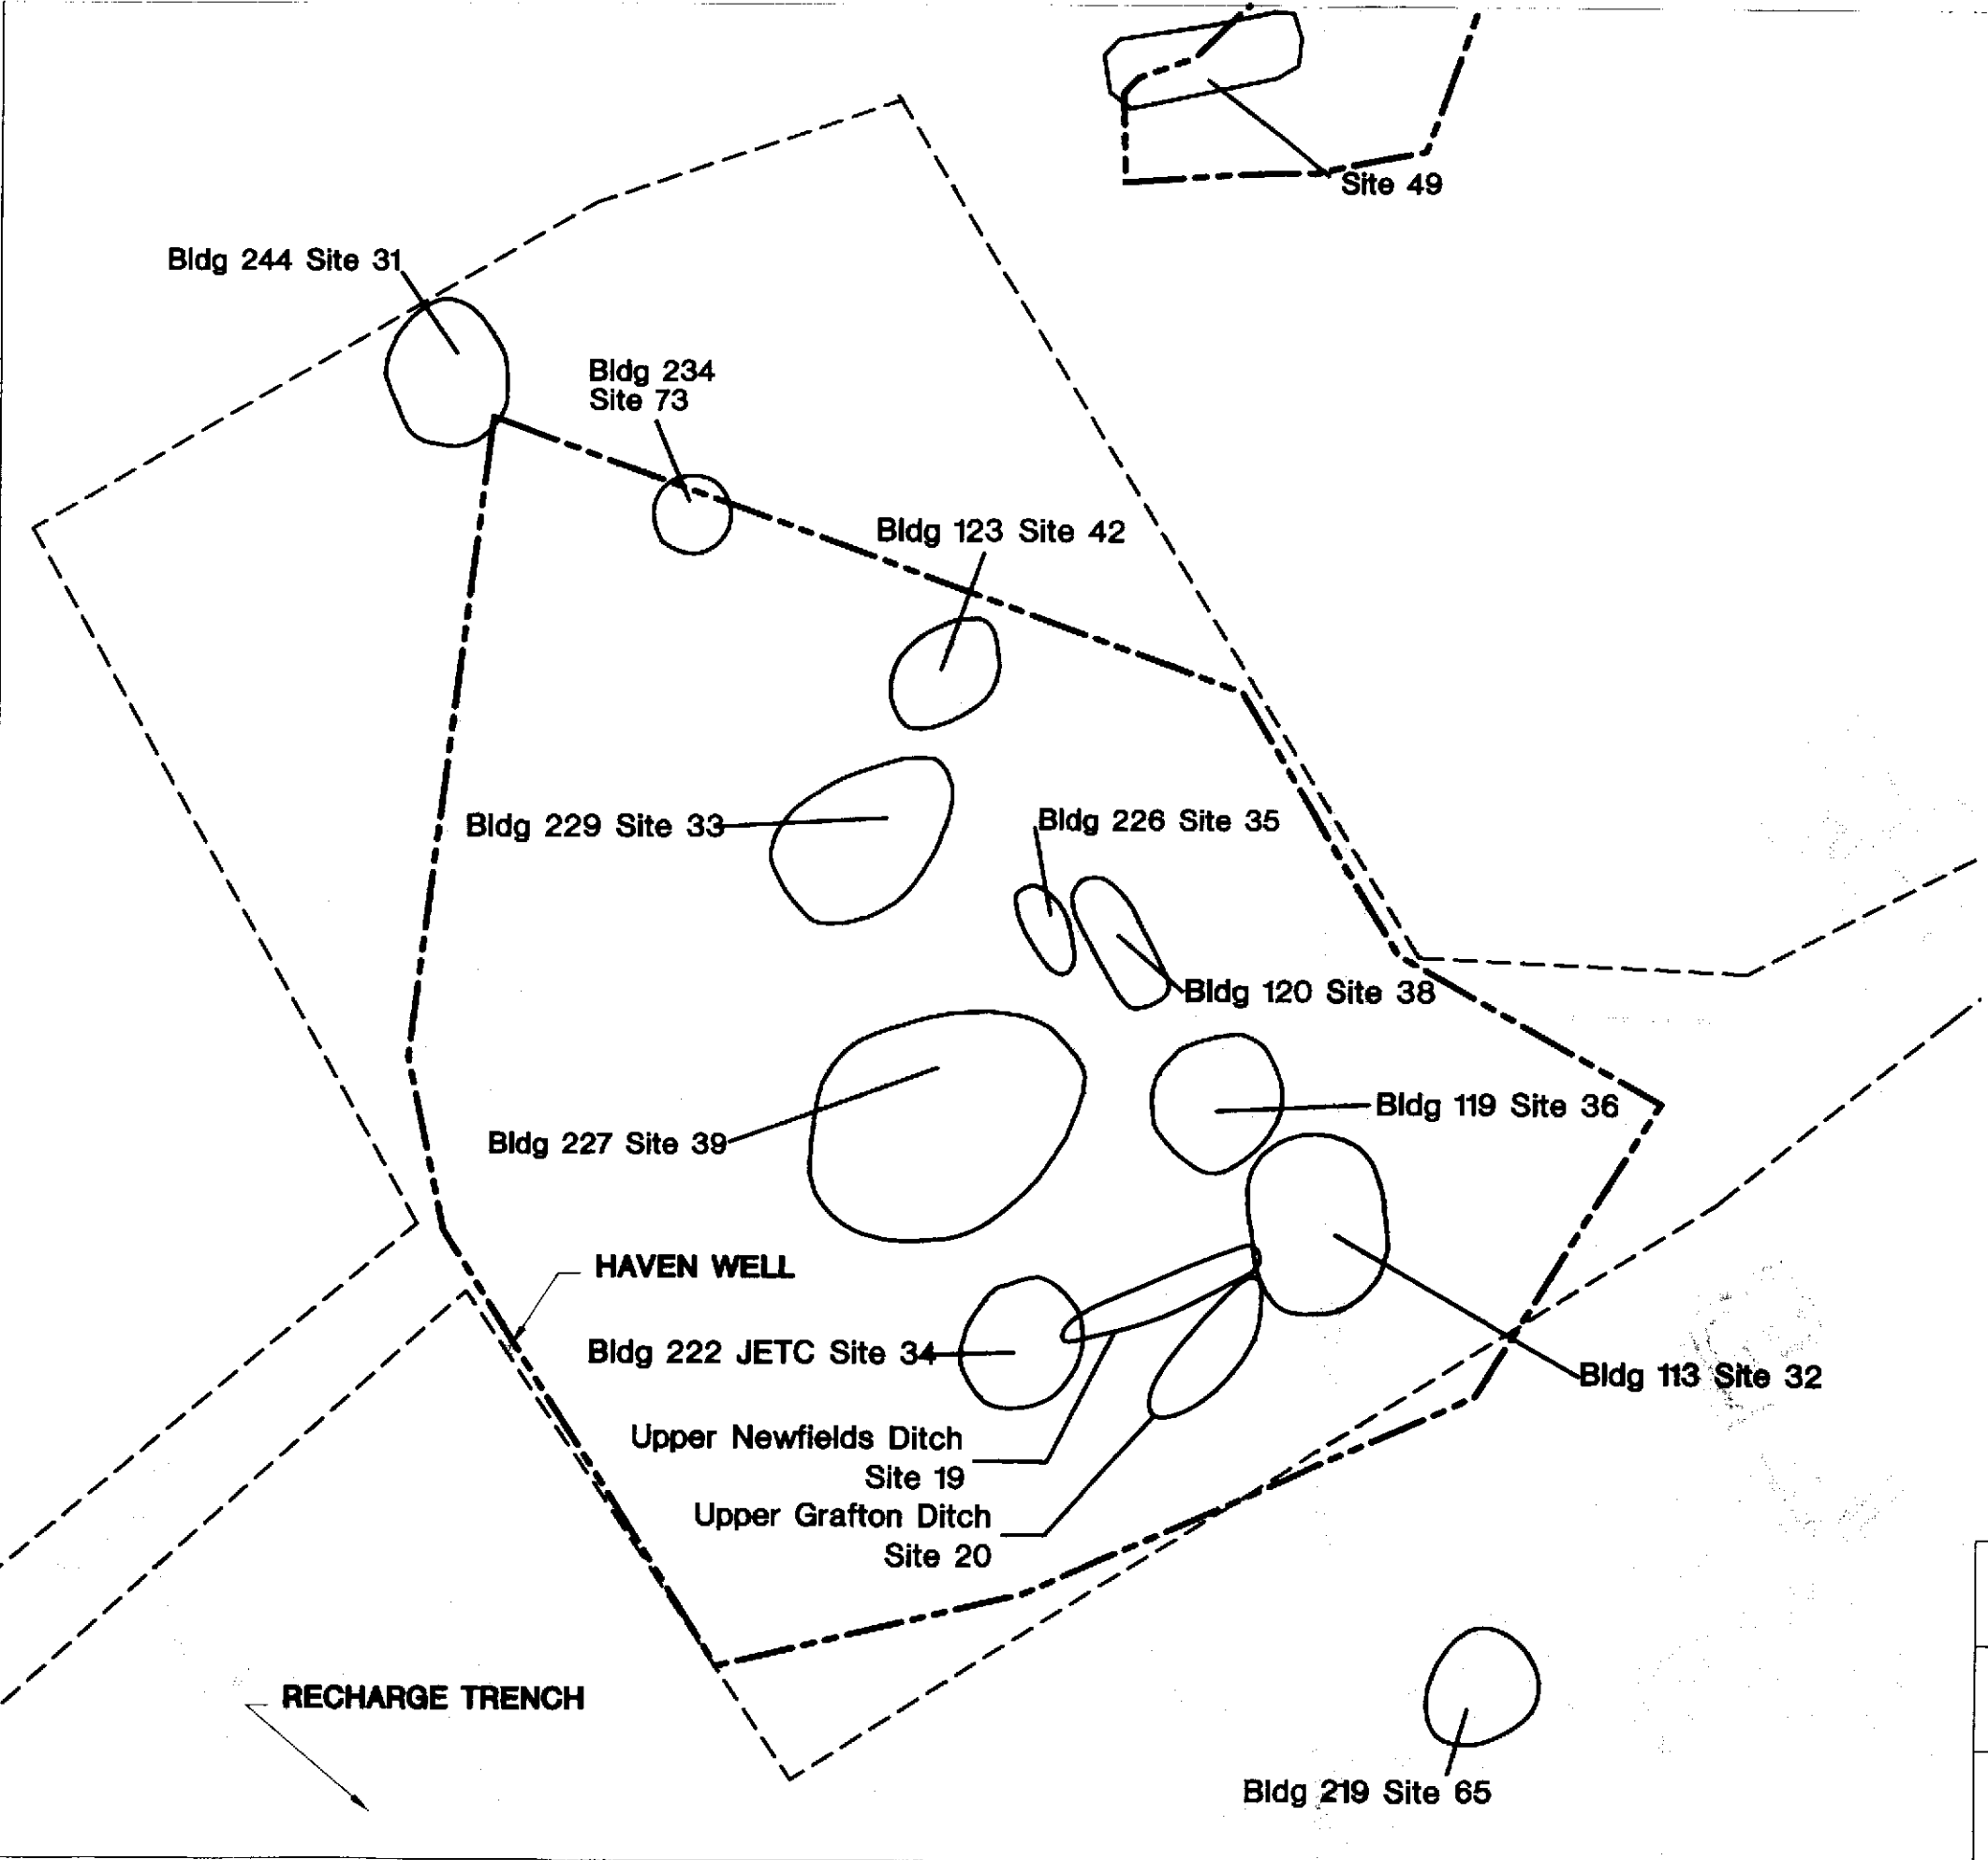 Site 49
Bldg 244 Site 31
Bldg 234
Site 73
Bldg 123 Site 42
Bldg 229 Site 33
Bldg 226 Site 35
Bldg 120 Site 38
Bldg 119 Site 36
Bldg 227 Site 39
HAVEN WELL
Bldg 222 JETC Site 34
Bldg 113 Site 32
Upper Newfields Ditch
Site 19
Upper Grafton Ditch
Site 20
RECHARGE TRENCH
Bldg 219 Site 65